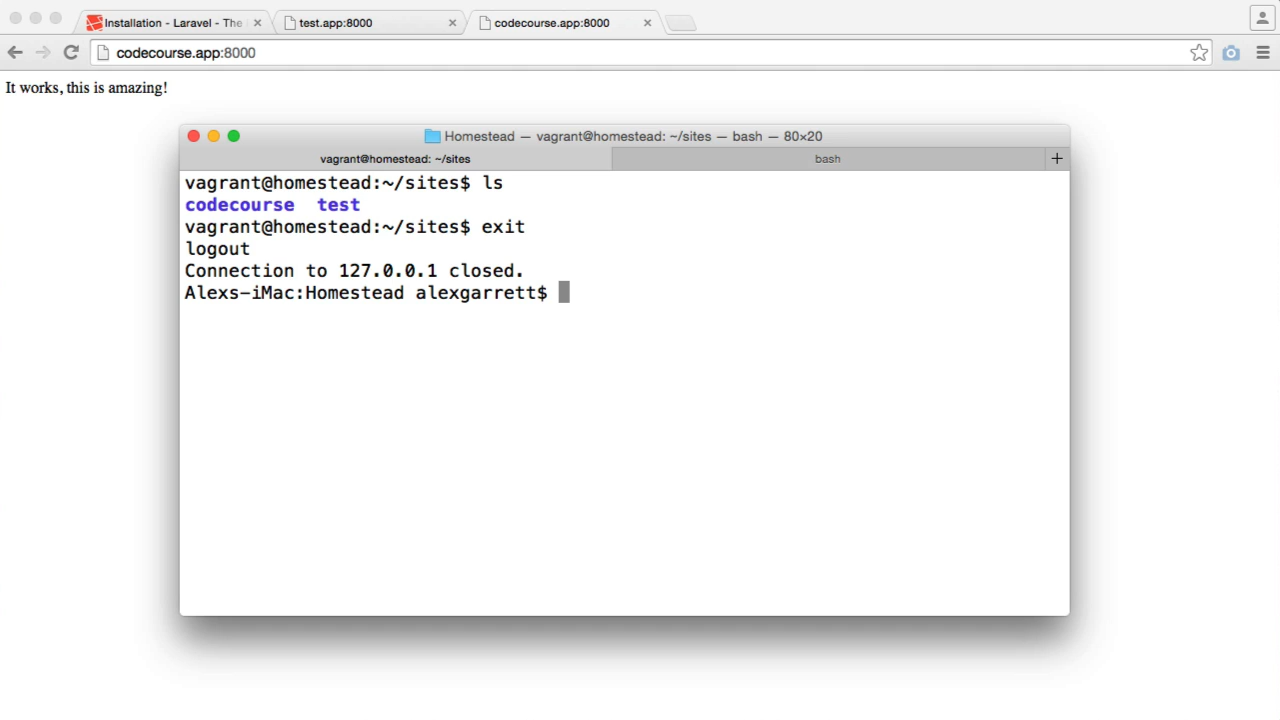 Installation - Laravel - The
test.app:8000
codecourse.app:8000
codecourse.app:8000
It works, this is amazing!
Homestead — vagrant@homestead: ~/sites — bash — 80×20
vagrant@homestead: ~/sites
bash
+
vagrant@homestead:~/sites$ ls
codecourse test
vagrant@homestead:~/sites$ exit
logout
Connection to 127.0.0.1 closed.
Alexs-iMac:Homestead alexgarrett$